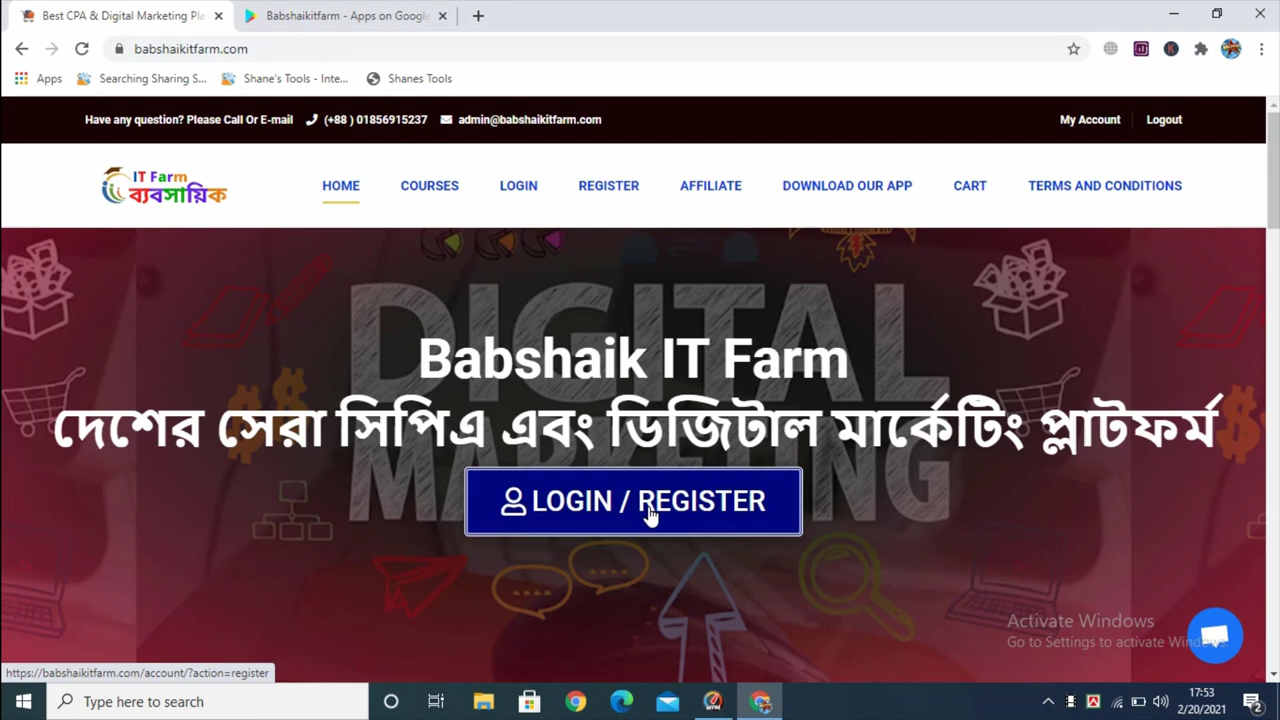 Best CPA & Digital Marketing Pla
Babshaikitfarm - Apps on Google
babshaikitfarm.com
Apps
Searching Sharing S...
Shane's Tools - Inte...
Shanes Tools
Have any question? Please Call Or E-mail
(+88 ) 01856915237
admin@babshaikitfarm.com
My Account
Logout
IT Farm
ব্যবসায়িক
HOME
COURSES
LOGIN
REGISTER
AFFILIATE
DOWNLOAD OUR APP
CART
TERMS AND CONDITIONS
DIGITAL
MARKETING
Babshaik IT Farm
দেশের সেরা সিপিএ এবং ডিজিটাল মার্কেটিং প্লাটফর্ম
LOGIN / REGISTER
Activate Windows
Go to Settings to activate Windows.
https://babshaikitfarm.com/account/?action=register
Type here to search
17:53
2/20/2021
2